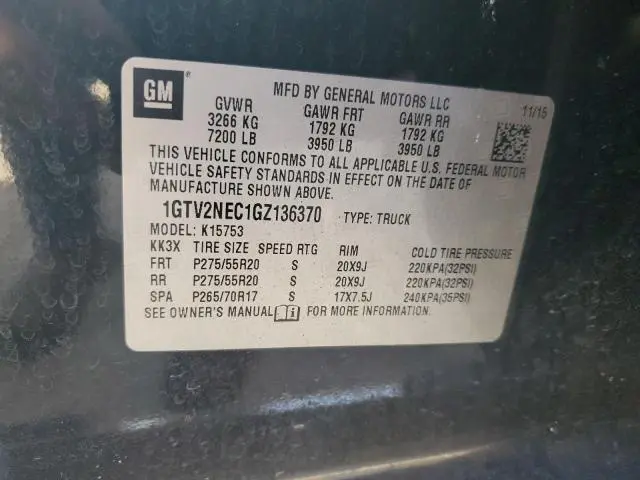 GM
MFD BY GENERAL MOTORS LLC 11/15
GVWR GAWR FRT GAWR RR
3266 KG 1792 KG 1792 KG
7200 LB 3950 LB 3950 LB
THIS VEHICLE CONFORMS TO ALL APPLICABLE U.S. FEDERAL MOTOR
VEHICLE SAFETY STANDARDS IN EFFECT ON THE DATE OF
MANUFACTURE SHOWN ABOVE.
1GTV2NEC1GZ136370 TYPE: TRUCK
MODEL: K15753
KK3X TIRE SIZE SPEED RTG RIM COLD TIRE PRESSURE
FRT P275/55R20 S 20X9J 220KPA(32PSI)
RR P275/55R20 S 20X9J 220KPA(32PSI)
SPA P265/70R17 S 17X7.5J 240KPA(35PSI)
SEE OWNER'S MANUAL i FOR MORE INFORMATION.